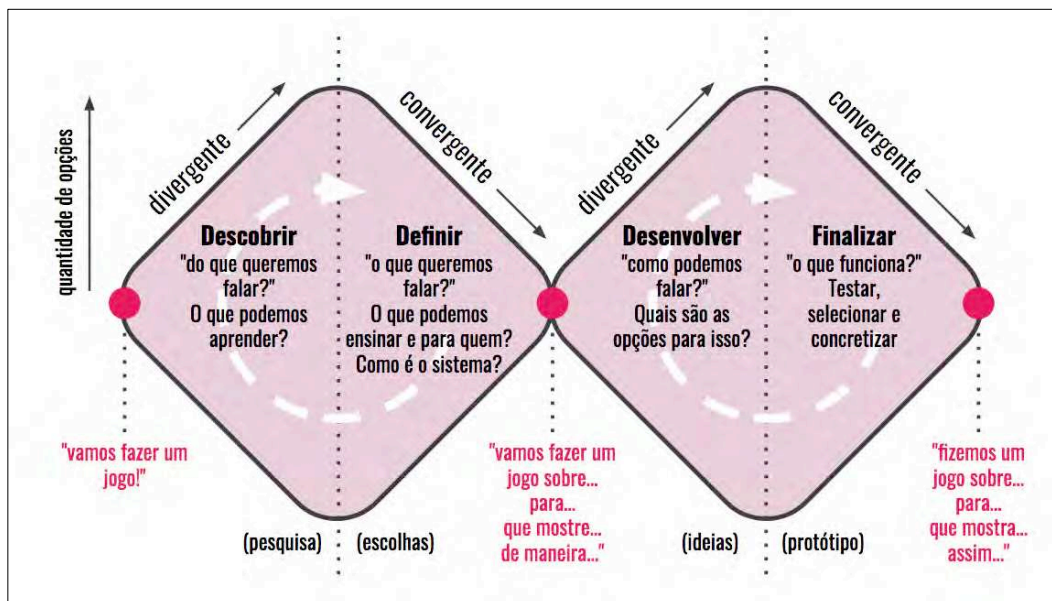 quantidade de opções
divergente
convergente
divergente
convergente
Descobrir
"do que queremos
falar?"
O que podemos
aprender?
Definir
"o que queremos
falar?"
O que podemos
ensinar e para quem?
Como é o sistema?
Desenvolver
"como podemos
falar?"
Quais são as
opções para isso?
Finalizar
"o que funciona?"
Testar,
selecionar e
concretizar
"vamos fazer um
jogo!"
(pesquisa)
(escolhas)
"vamos fazer um
jogo sobre...
para...
que mostre...
de maneira..."
(ideias)
(protótipo)
"fizemos um
jogo sobre...
para...
que mostra...
assim..."